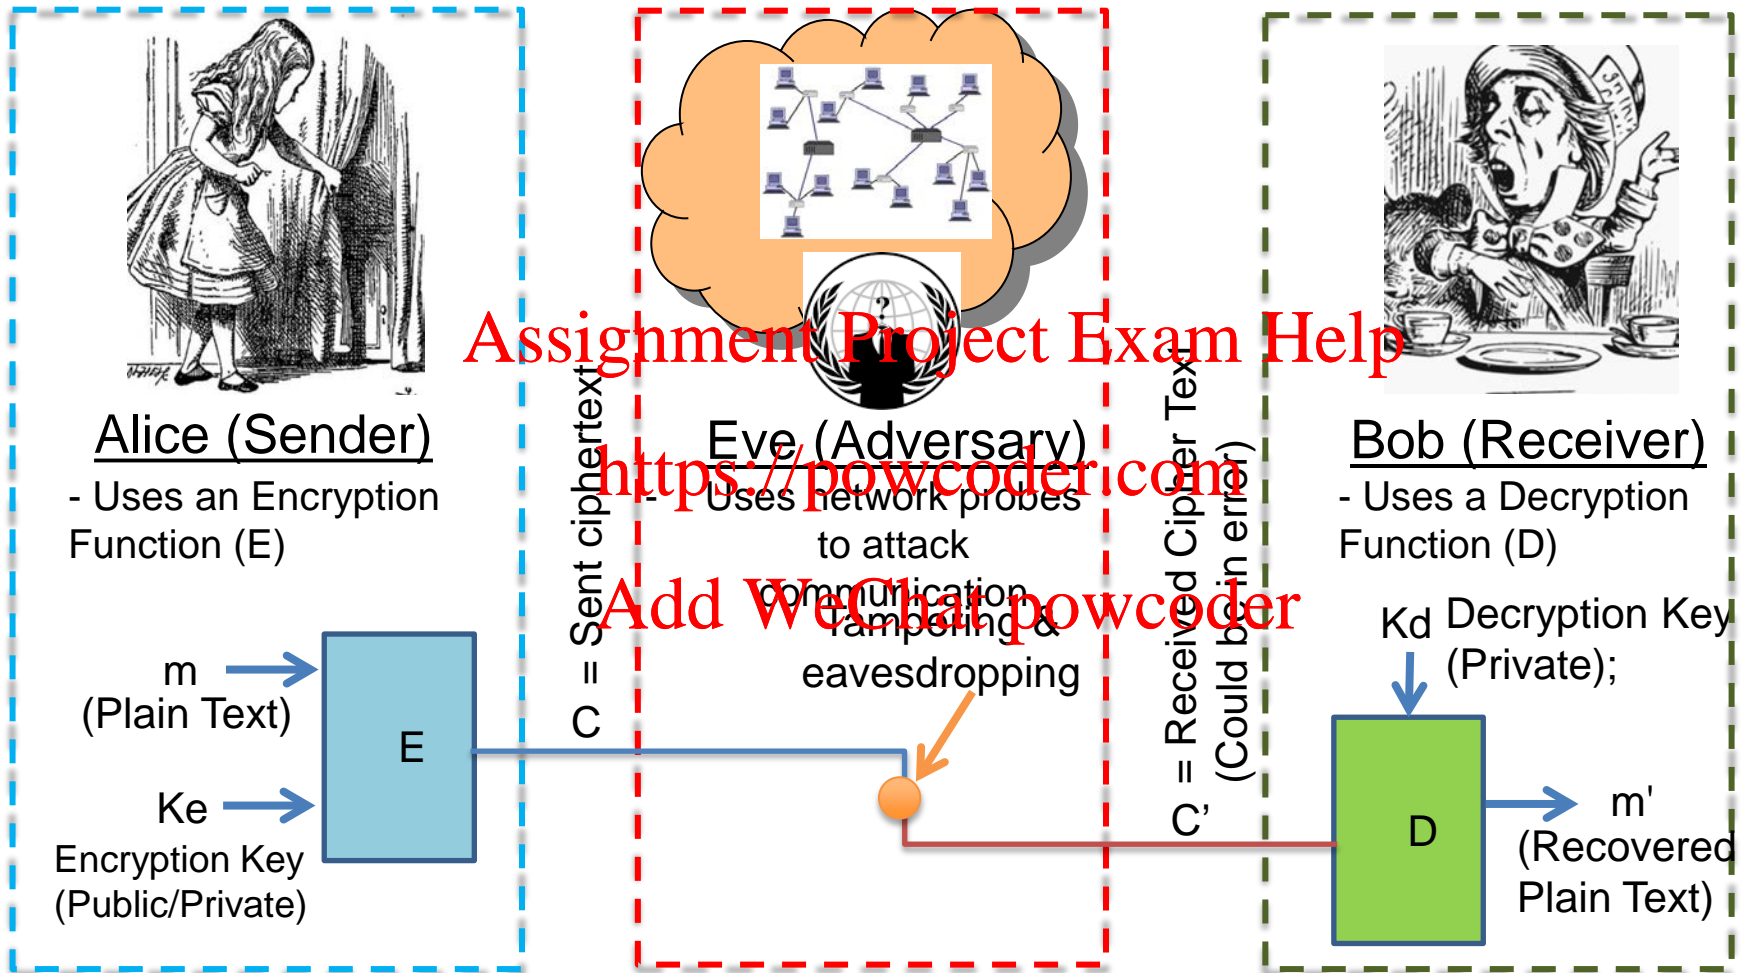 Alice (Sender)
- Uses an Encryption
Function (E)
m
(Plain Text)
Ke
Encryption Key
(Public/Private)
E
C = Sent ciphertext
?
Eve (Adversary)
- Uses network probes
to attack
communication
Tampering &
eavesdropping
C' = Received Cipher Text
(Could be in error)
Bob (Receiver)
- Uses a Decryption
Function (D)
Kd
Decryption Key
(Private);
D
m'
(Recovered
Plain Text)
Assignment Project Exam Help
https://powcoder.com
Add WeChat powcoder